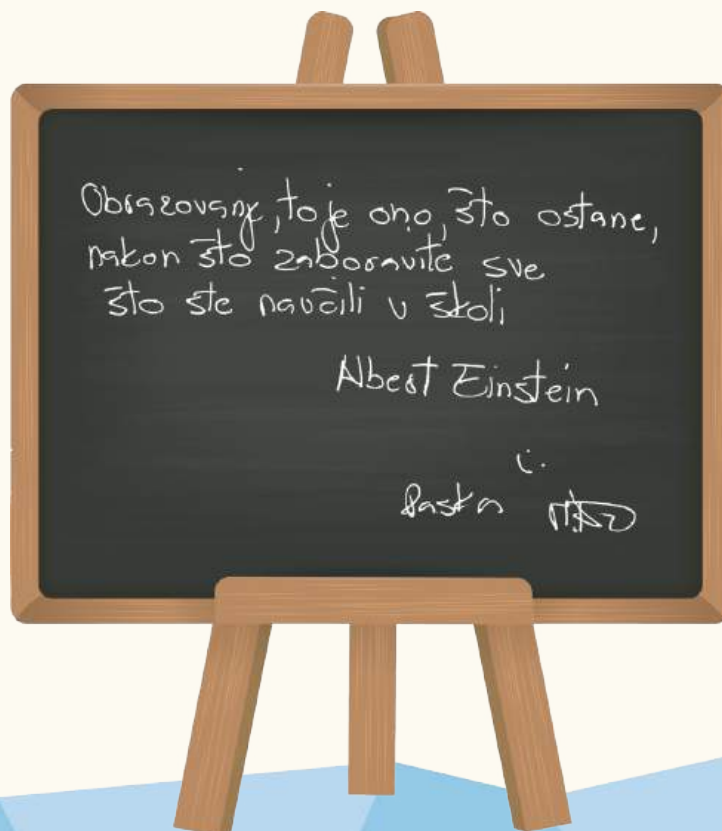 Obrazovanje, to je ono, što ostane,
nakon što zaboravite sve
što ste naučili u školi
Albert Einstein
i